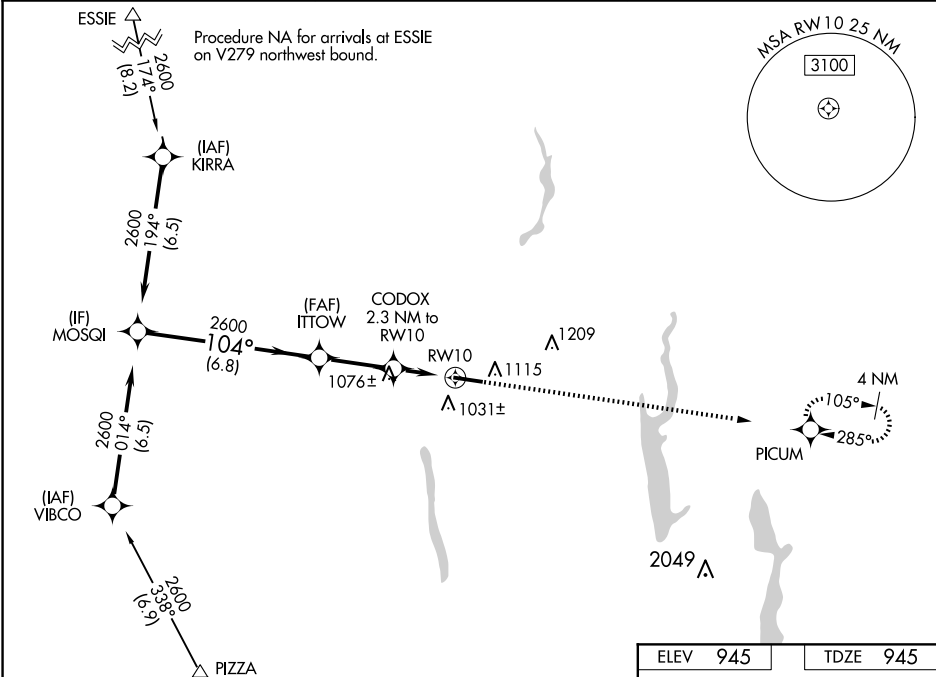 ESSIE
Procedure NA for arrivals at ESSIE
on V279 northwest bound.
MSA RW10 25 NM
3100
2600
174°
(8.2)
(IAF)
KIRRA
2600
194°
(6.5)
(IF)
MOSQI
2600
104°
(6.8)
(FAF)
ITTOW
CODOX
2.3 NM to
RW10
1076±
RW10
1209
1115
1031±
4 NM
105°
285°
PICUM
2600
014°
(6.5)
(IAF)
VIBCO
2600
338°
(6.9)
PIZZA
2049
ELEV 945
TDZE 945